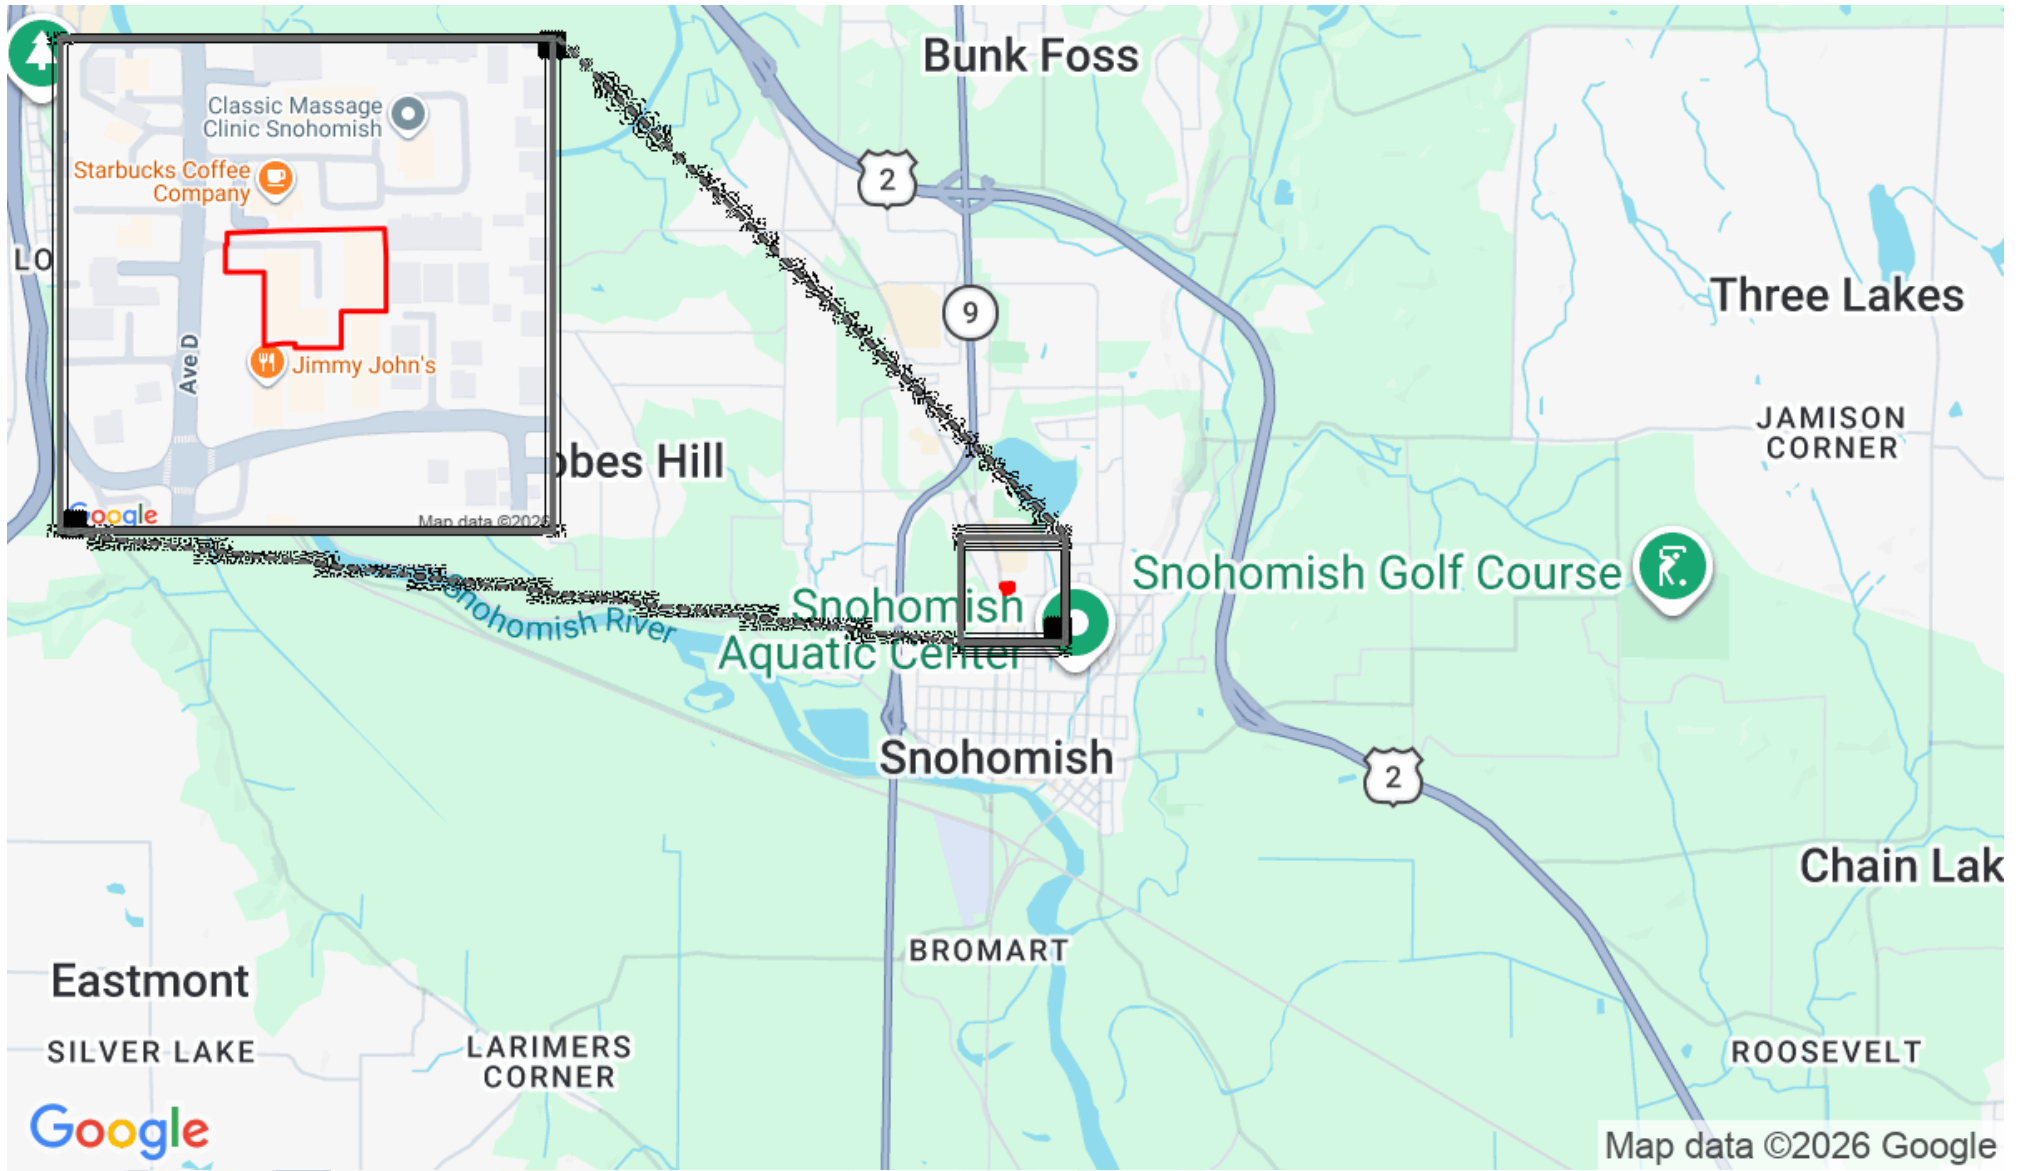 Bunk Foss
Classic Massage
Clinic Snohomish
Starbucks Coffee
Company
2
LO
9
Three Lakes
Ave D
Jimmy John's
JAMISON
CORNER
obes Hill
Google
Map data ©2026
Snohomish Golf Course
Snohomish River
Snohomish
Aquatic Center
Snohomish
2
Chain Lak
BROMART
Eastmont
SILVER LAKE
LARIMERS
CORNER
ROOSEVELT
Google
Map data ©2026 Google